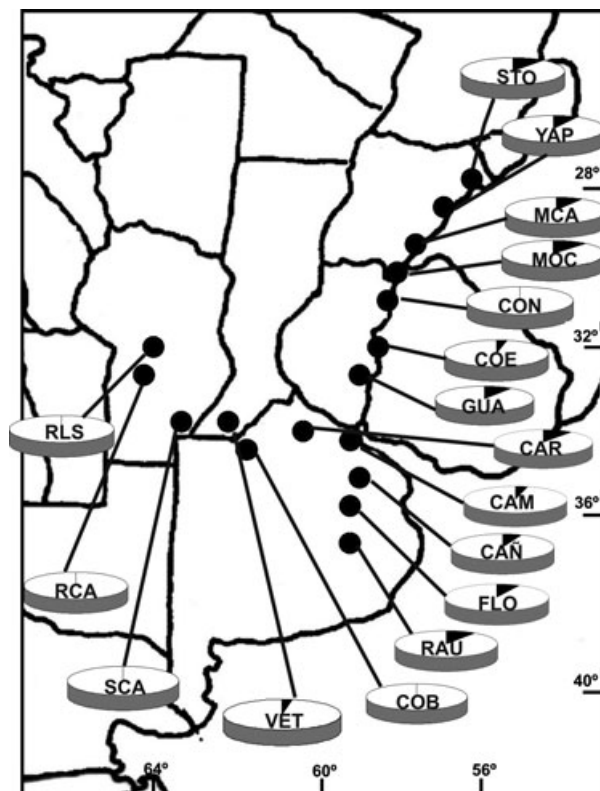 STO
YAP
28º
MCA
MOC
CON
32º
COE
GUA
RLS
CAR
CAM
36º
CAÑ
RCA
FLO
RAU
SCA
40º
COB
VET
64º 60º 56º